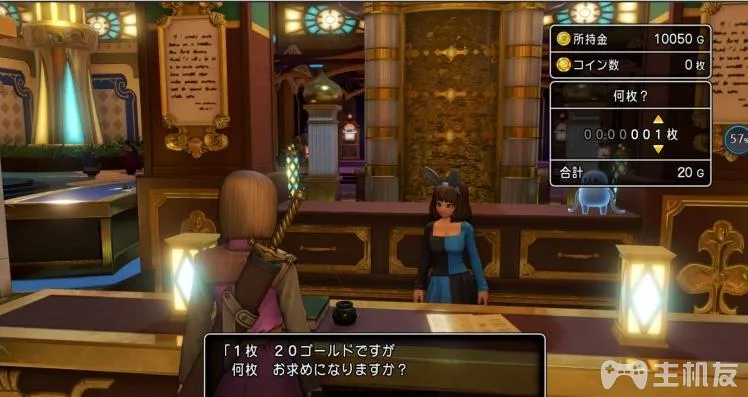 所持金 10050 G
コイン数 0 枚
何枚？
0000001 枚
合計 20 G
57%
「１枚　２０ゴールドですが
何枚　お求めになりますか？
主机友